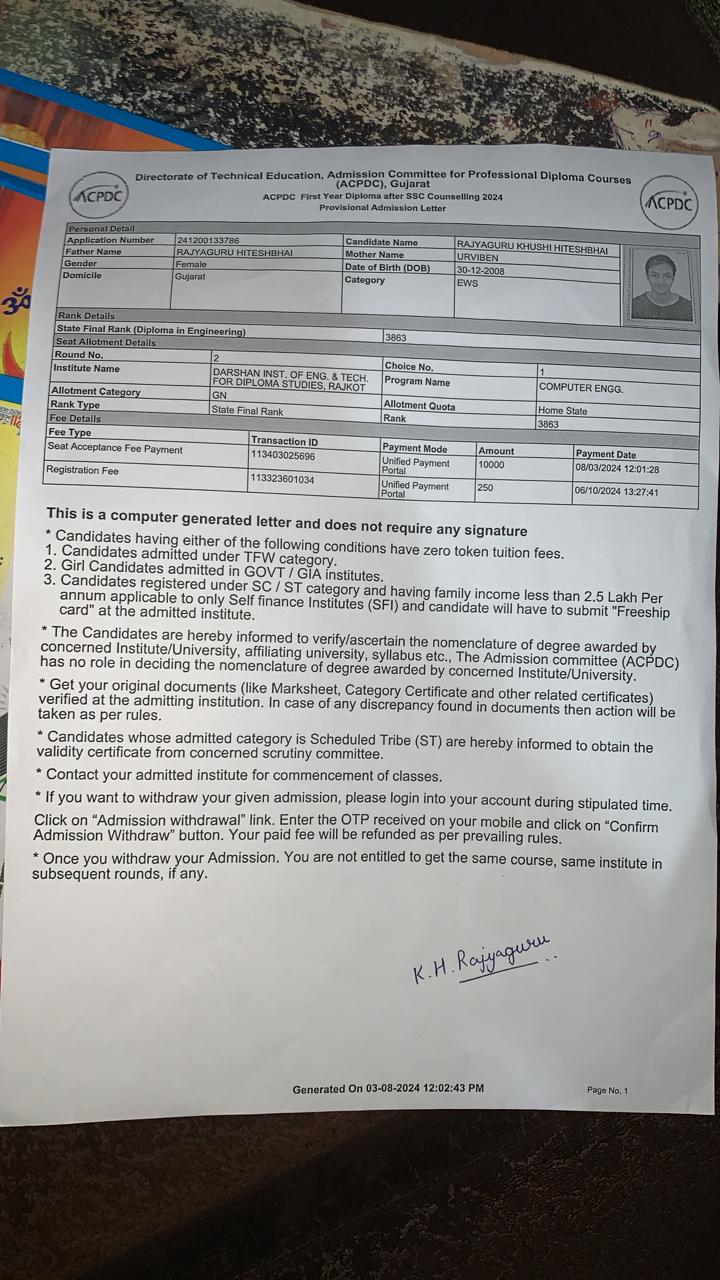 Directorate of Technical Education, Admission Committee for Professional Diploma Courses
(ACPDC), Gujarat
ACPDC First Year Diploma after SSC Counselling 2024
Provisional Admission Letter
ACPDC
ACPDC
Personal Detail
Application Number 241200133786 Candidate Name RAJYAGURU KHUSHI HITESHBHAI
Father Name RAJYAGURU HITESHBHAI Mother Name URVIBEN
Gender Female Date of Birth (DOB) 30-12-2008
Domicile Gujarat Category EWS
Rank Details
State Final Rank (Diploma in Engineering) 3863
Seat Allotment Details
Round No. 2 Choice No. 1
Institute Name DARSHAN INST. OF ENG. & TECH. Program Name COMPUTER ENGG.
FOR DIPLOMA STUDIES, RAJKOT
Allotment Category GN Allotment Quota Home State
Rank Type State Final Rank Rank 3863
Fee Details
Fee Type Transaction ID Payment Mode Amount Payment Date
Seat Acceptance Fee Payment 113403025696 Unified Payment 10000 08/03/2024 12:01:28
Portal
Registration Fee 113323601034 Unified Payment 250 06/10/2024 13:27:41
Portal
This is a computer generated letter and does not require any signature
* Candidates having either of the following conditions have zero token tuition fees.
1. Candidates admitted under TFW category.
2. Girl Candidates admitted in GOVT / GIA institutes.
3. Candidates registered under SC / ST category and having family income less than 2.5 Lakh Per
annum applicable to only Self finance Institutes (SFI) and candidate will have to submit "Freeship
card" at the admitted institute.
* The Candidates are hereby informed to verify/ascertain the nomenclature of degree awarded by
concerned Institute/University, affiliating university, syllabus etc., The Admission committee (ACPDC)
has no role in deciding the nomenclature of degree awarded by concerned Institute/University.
* Get your original documents (like Marksheet, Category Certificate and other related certificates)
verified at the admitting institution. In case of any discrepancy found in documents then action will be
taken as per rules.
* Candidates whose admitted category is Scheduled Tribe (ST) are hereby informed to obtain the
validity certificate from concerned scrutiny committee.
* Contact your admitted institute for commencement of classes.
* If you want to withdraw your given admission, please login into your account during stipulated time.
Click on “Admission withdrawal” link. Enter the OTP received on your mobile and click on “Confirm
Admission Withdraw” button. Your paid fee will be refunded as per prevailing rules.
* Once you withdraw your Admission. You are not entitled to get the same course, same institute in
subsequent rounds, if any.
K.H. Rajyaguru
Generated On 03-08-2024 12:02:43 PM Page No. 1
ॐ